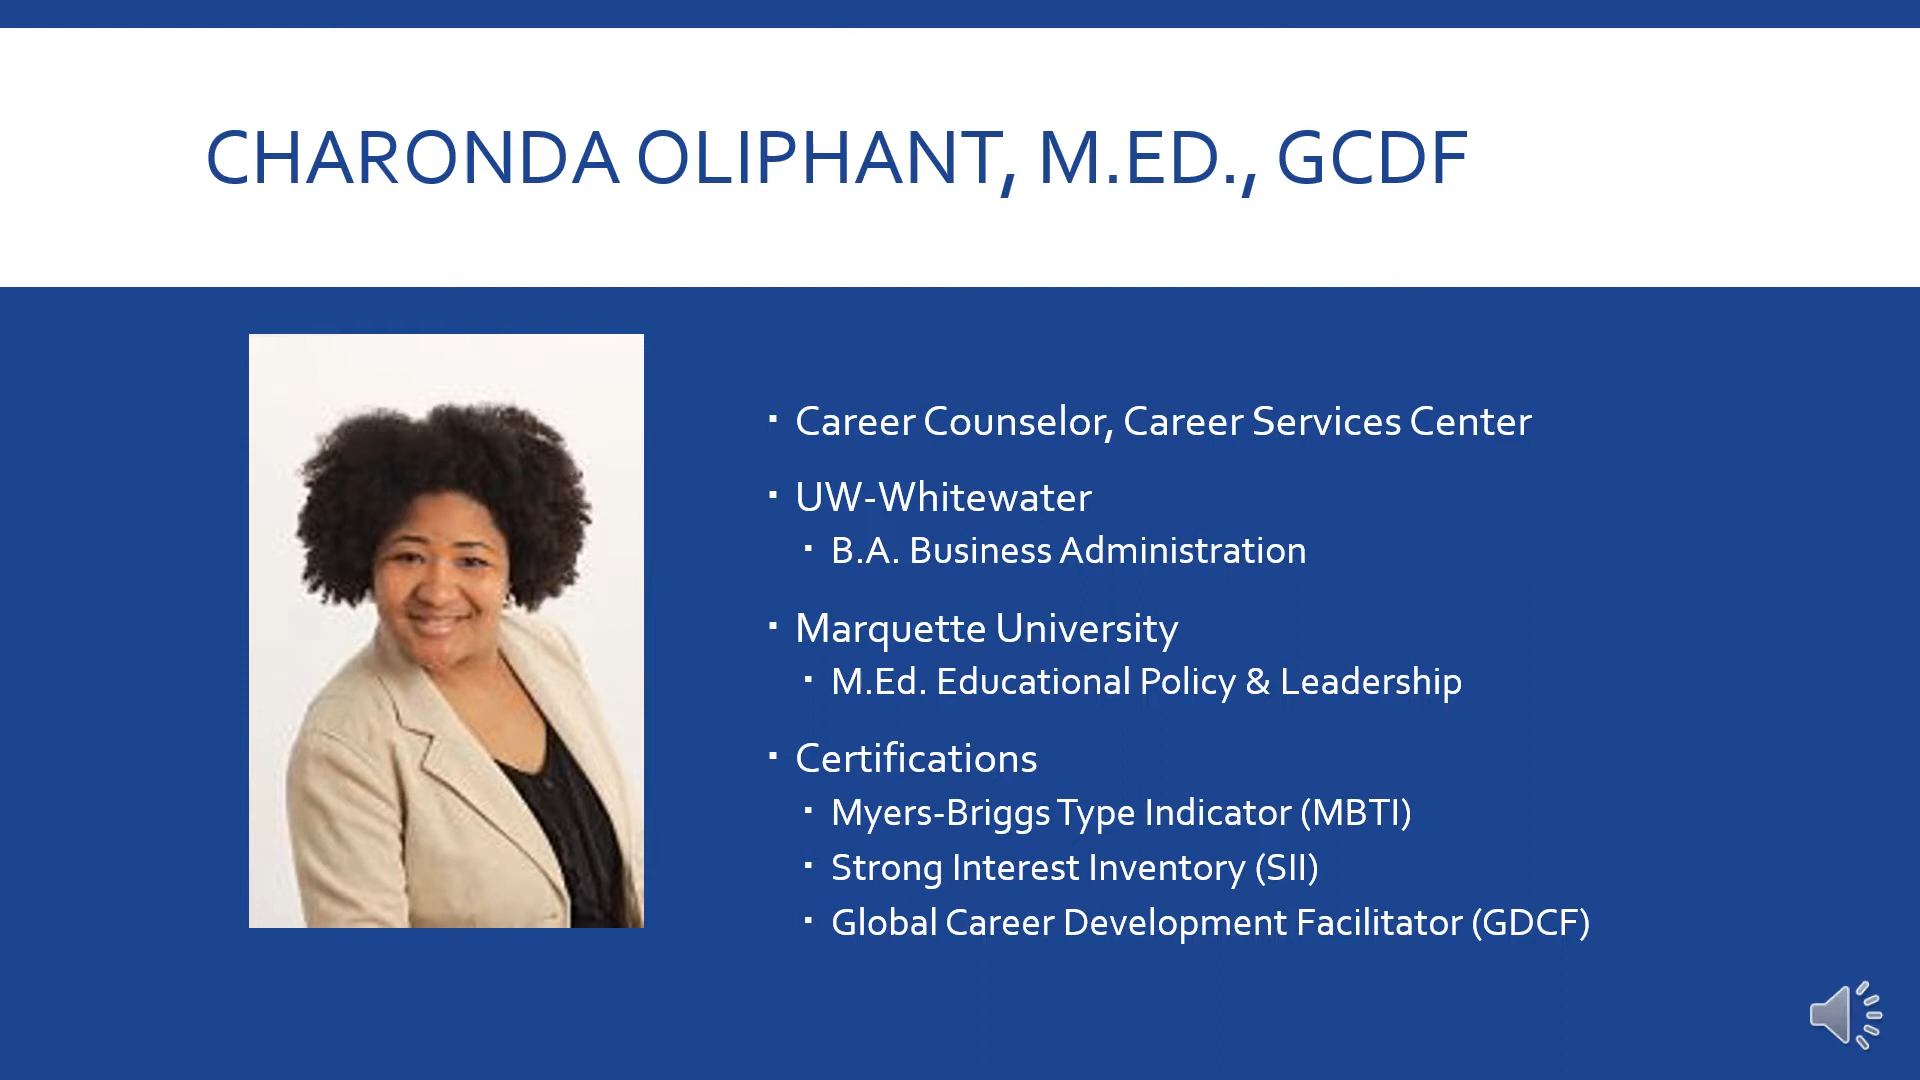 CHARONDA OLIPHANT, M.ED., GCDF
▪ Career Counselor, Career Services Center
▪ UW-Whitewater
▪ B.A. Business Administration
▪ Marquette University
▪ M.Ed. Educational Policy & Leadership
▪ Certifications
▪ Myers-Briggs Type Indicator (MBTI)
▪ Strong Interest Inventory (SII)
▪ Global Career Development Facilitator (GDCF)